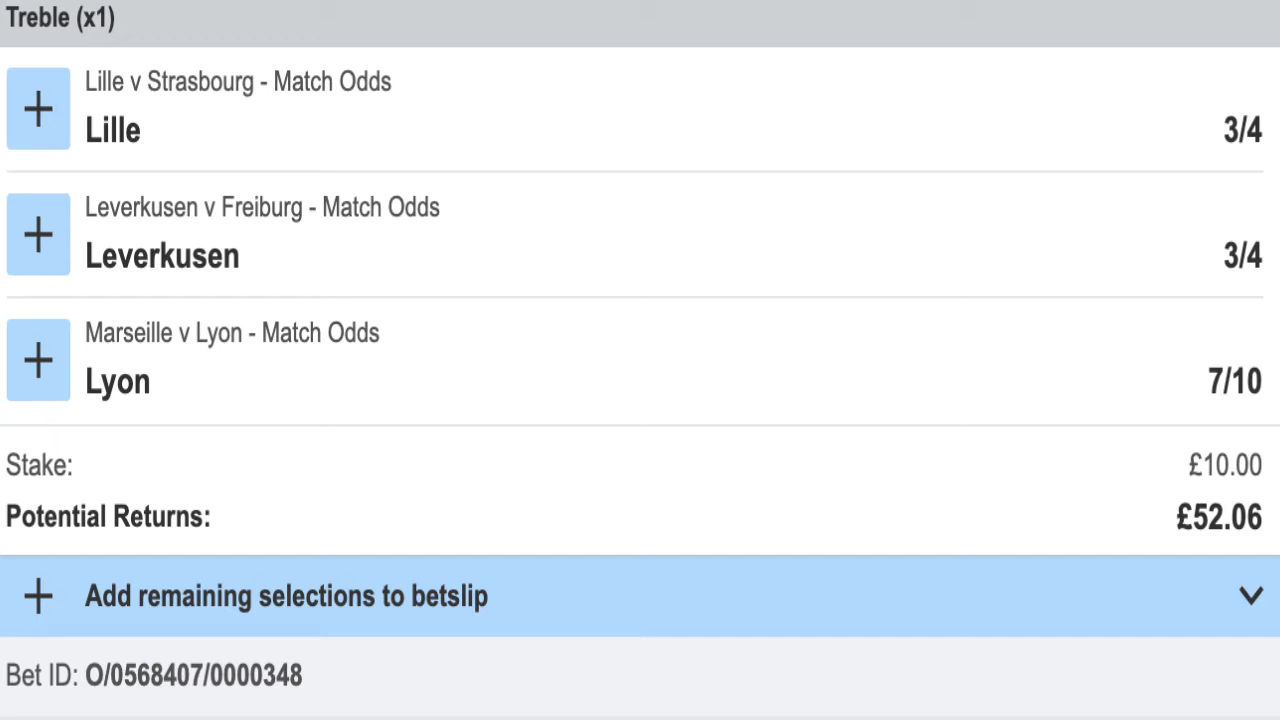 Treble (x1)
Lille v Strasbourg - Match Odds
Lille 3/4
Leverkusen v Freiburg - Match Odds
Leverkusen 3/4
Marseille v Lyon - Match Odds
Lyon 7/10
Stake: £10.00
Potential Returns: £52.06
Add remaining selections to betslip
Bet ID: O/0568407/0000348